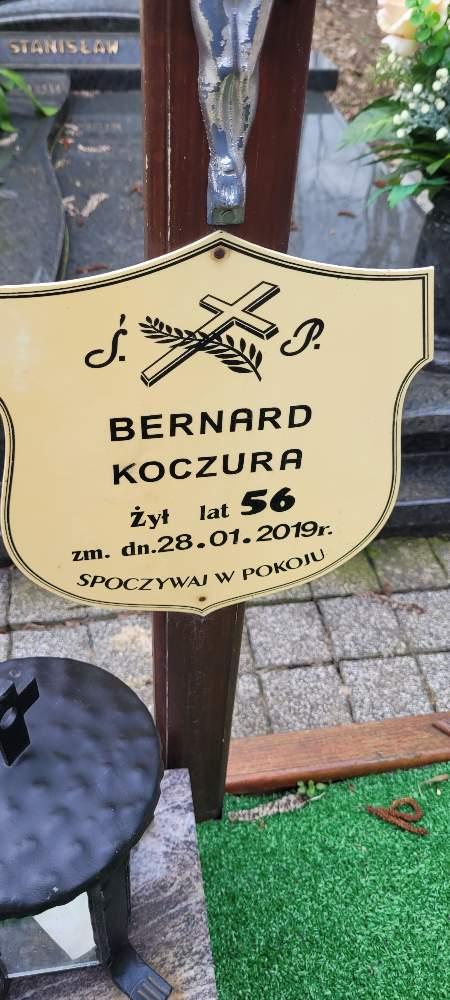 STANISŁAW
Ś. P.
BERNARD
KOCZURA
Żył lat 56
zm. dn. 28.01.2019r.
SPOCZYWAJ W POKOJU